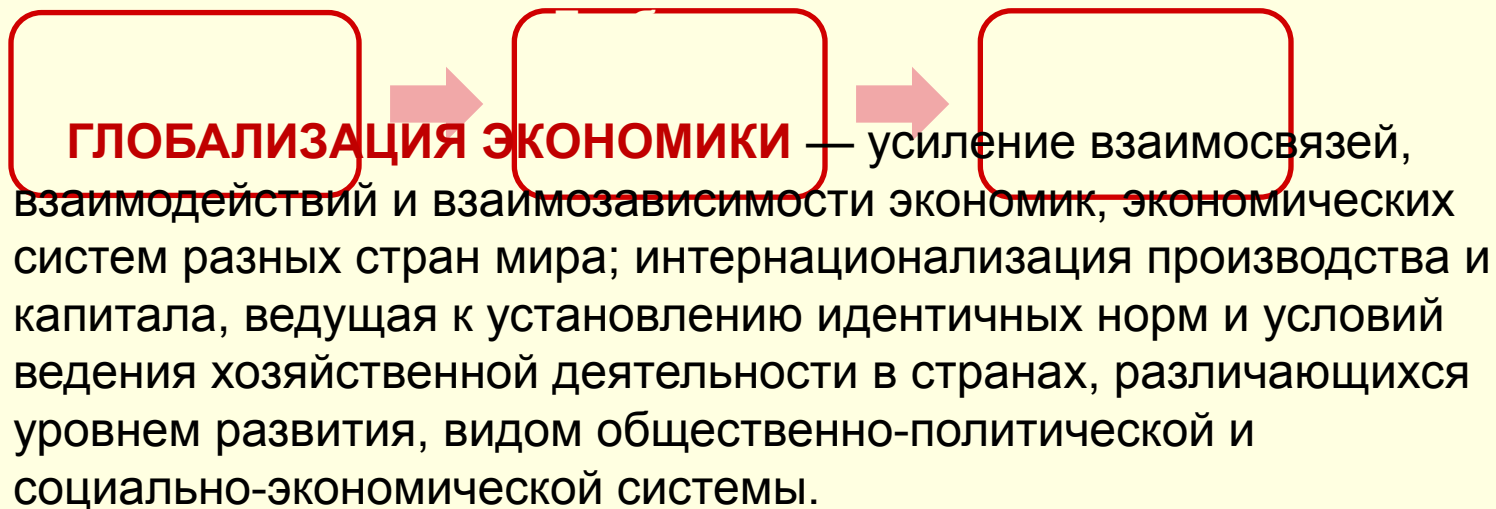 ГЛОБАЛИЗАЦИЯ ЭКОНОМИКИ — усиление взаимосвязей,
взаимодействий и взаимозависимости экономик, экономических
систем разных стран мира; интернационализация производства и
капитала, ведущая к установлению идентичных норм и условий
ведения хозяйственной деятельности в странах, различающихся
уровнем развития, видом общественно-политической и
социально-экономической системы.